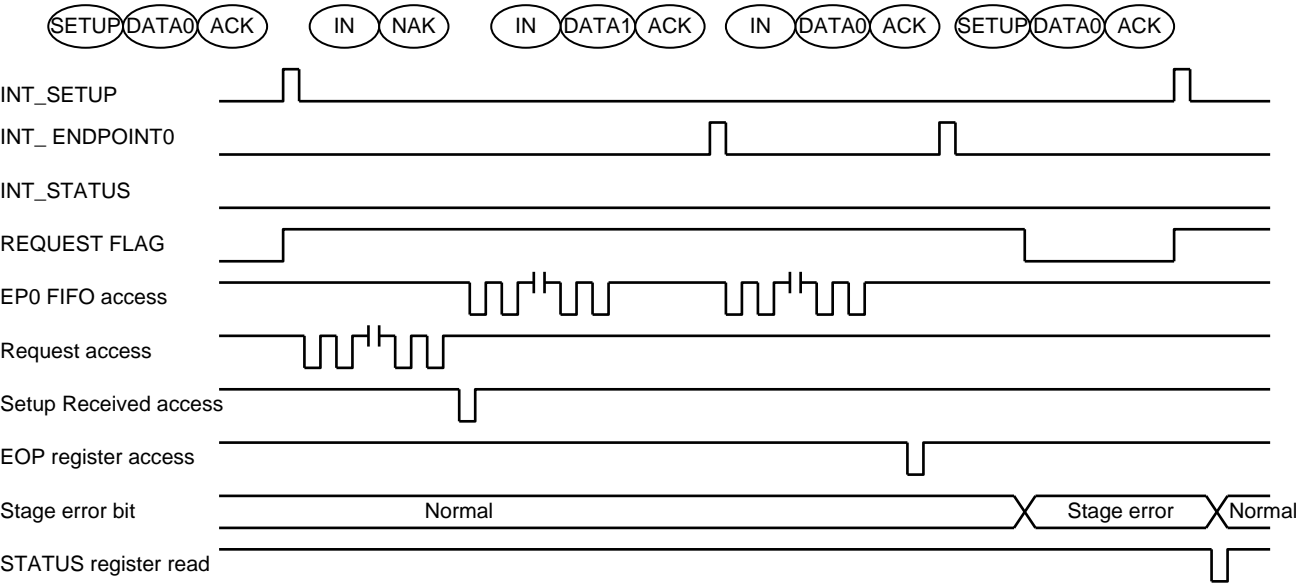 SETUP DATA0 ACK IN NAK IN DATA1 ACK IN DATA0 ACK SETUP DATA0 ACK
INT_SETUP
INT_ ENDPOINT0
INT_STATUS
REQUEST FLAG
EP0 FIFO access
Request access
Setup Received access
EOP register access
Stage error bit Normal Stage error Normal
STATUS register read